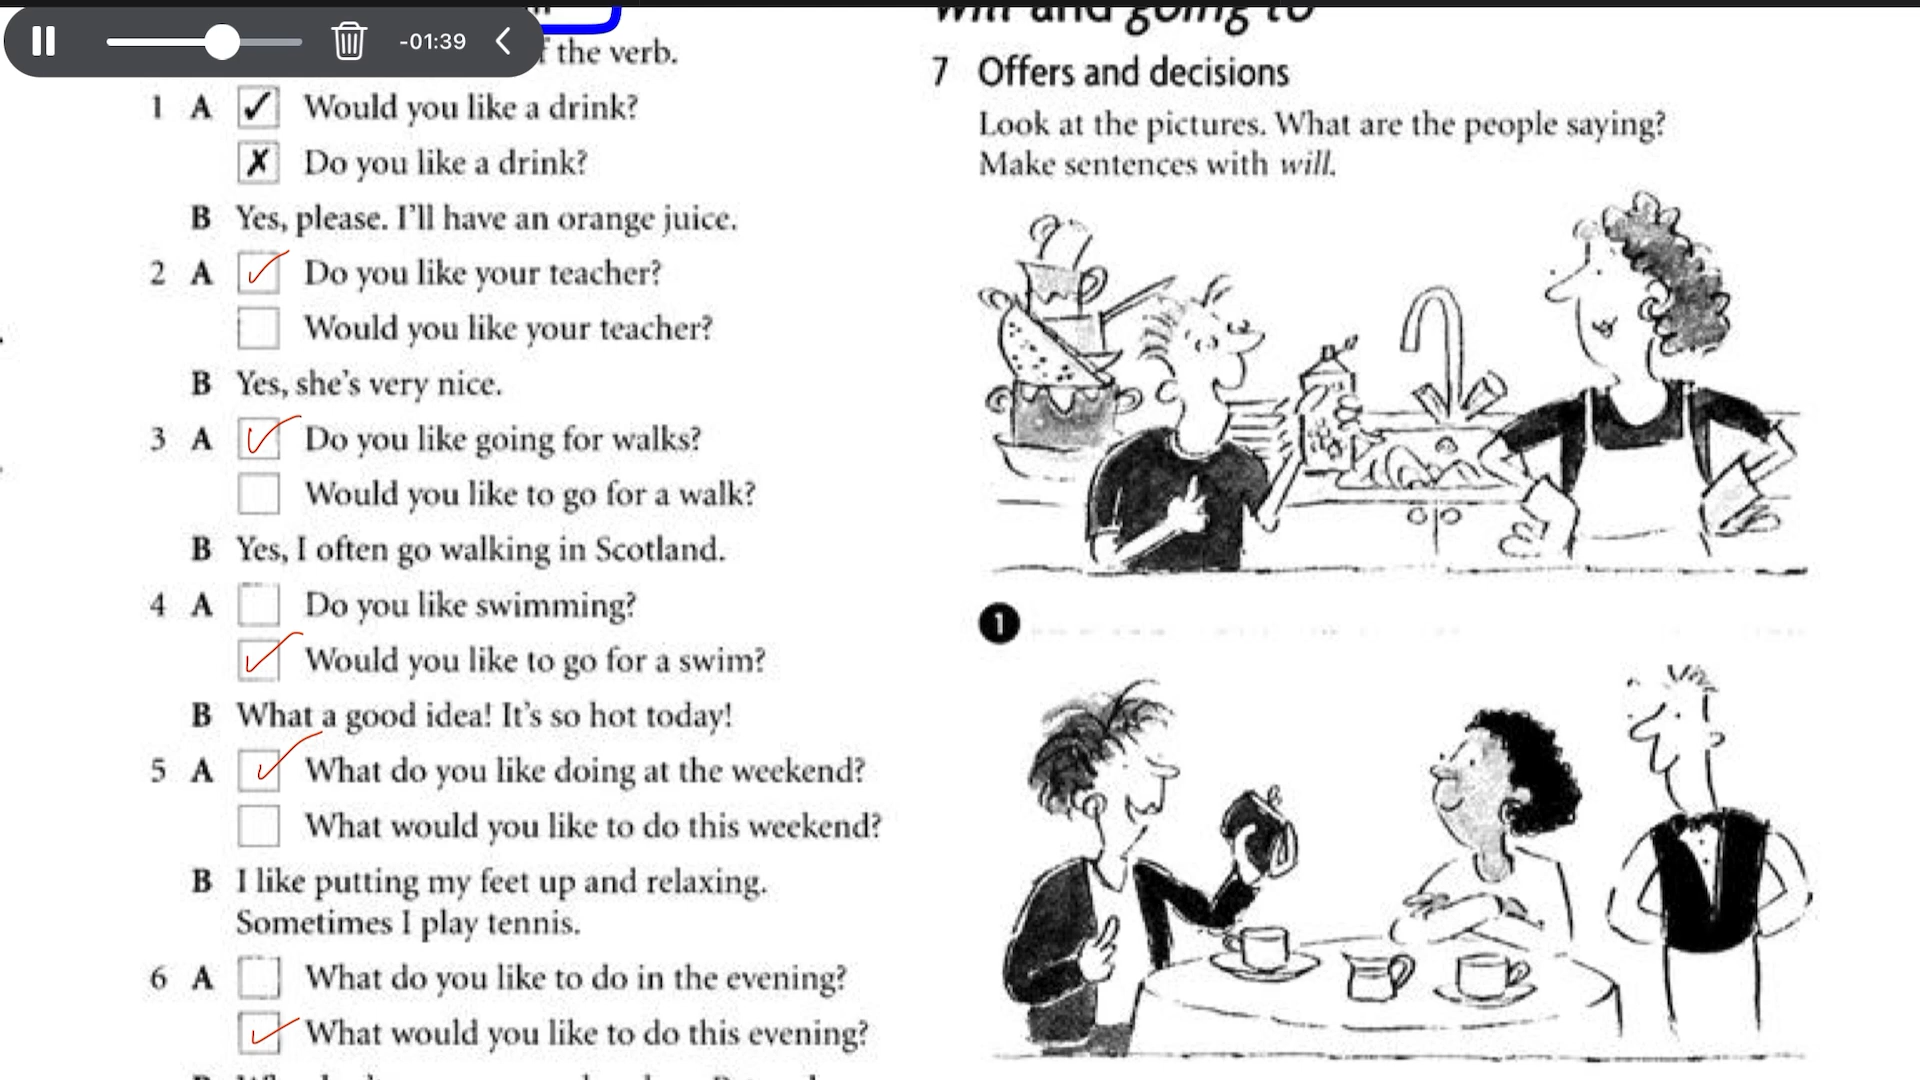 -01:39
f the verb.
1 A ✓ Would you like a drink?
✗ Do you like a drink?
B Yes, please. I'll have an orange juice.
2 A ✓ Do you like your teacher?
Would you like your teacher?
B Yes, she's very nice.
3 A ✓ Do you like going for walks?
Would you like to go for a walk?
B Yes, I often go walking in Scotland.
4 A Do you like swimming?
✓ Would you like to go for a swim?
B What a good idea! It's so hot today!
5 A ✓ What do you like doing at the weekend?
What would you like to do this weekend?
B I like putting my feet up and relaxing.
Sometimes I play tennis.
6 A What do you like to do in the evening?
✓ What would you like to do this evening?
will and going to
7 Offers and decisions
Look at the pictures. What are the people saying?
Make sentences with will.
1